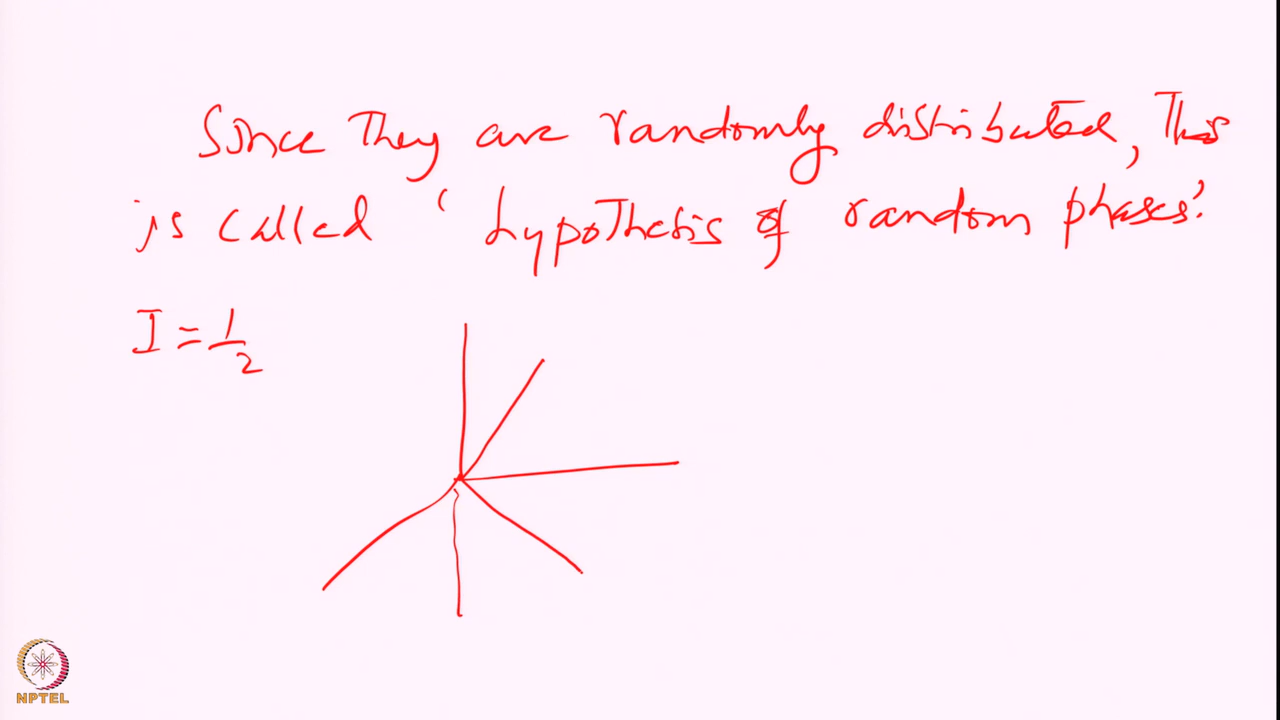 Since They are randomly distributed, This
is called 'hypothesis of random phases'.
I = 1/2
NPTEL